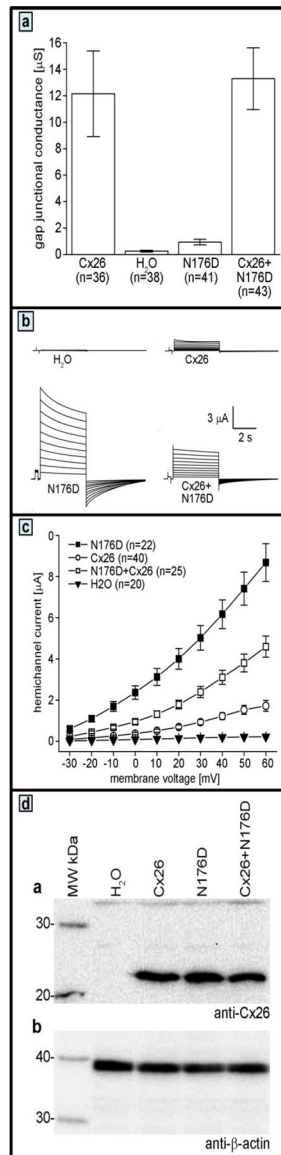 a
gap junctional conductance [µS]
16
14
12
10
8
6
4
2
0
Cx26 H₂O N176D Cx26+
(n=36) (n=38) (n=41) N176D
(n=43)
b
H₂O
Cx26
3 µA
2 s
N176D
Cx26+
N176D
c
hemichannel current
[µA]
10
8
6
4
2
0
N176D (n=22)
Cx26 (n=40)
N176D+Cx26 (n=25)
H2O (n=20)
-30 -20 -10 0 10 20 30 40 50 60
membrane voltage [mV]
d
a
MW kDa
H₂O
Cx26
N176D
Cx26+N176D
30-
20-
anti-Cx26
b
40-
30-
anti-β-actin